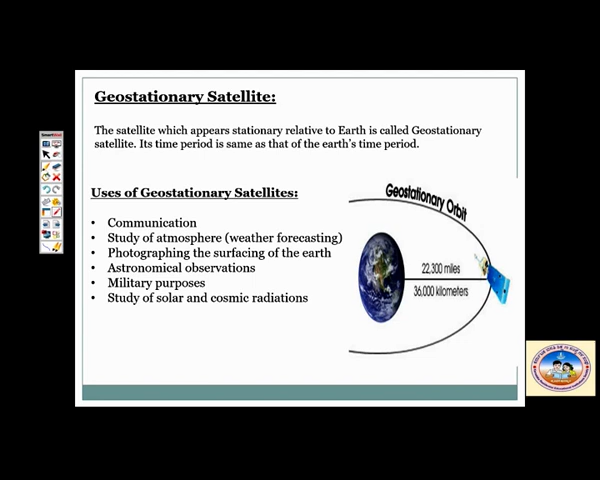 Geostationary Satellite:
The satellite which appears stationary relative to Earth is called Geostationary
satellite. Its time period is same as that of the earth's time period.
Uses of Geostationary Satellites:
• Communication
• Study of atmosphere (weather forecasting)
• Photographing the surfacing of the earth
• Astronomical observations
• Military purposes
• Study of solar and cosmic radiations
Geostationary Orbit
22,300 miles
36,000 kilometers